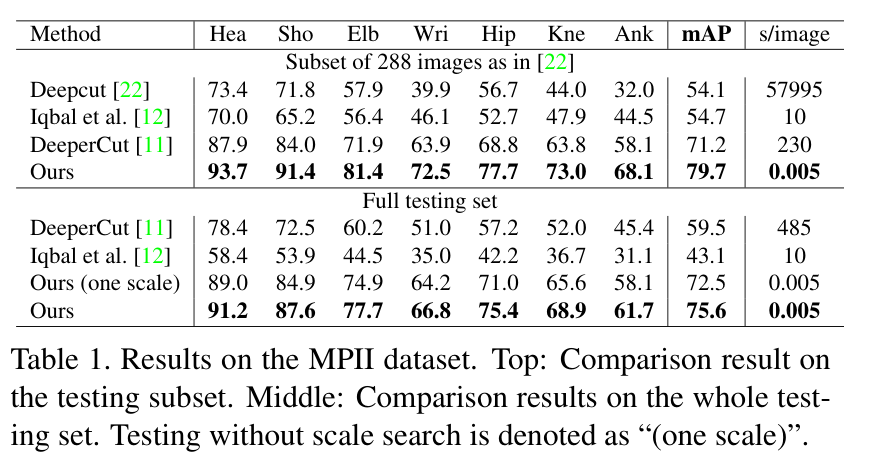 Method Hea Sho Elb Wri Hip Kne Ank mAP s/image
Subset of 288 images as in [22]
Deepcut [22] 73.4 71.8 57.9 39.9 56.7 44.0 32.0 54.1 57995
Iqbal et al. [12] 70.0 65.2 56.4 46.1 52.7 47.9 44.5 54.7 10
DeeperCut [11] 87.9 84.0 71.9 63.9 68.8 63.8 58.1 71.2 230
Ours 93.7 91.4 81.4 72.5 77.7 73.0 68.1 79.7 0.005
Full testing set
DeeperCut [11] 78.4 72.5 60.2 51.0 57.2 52.0 45.4 59.5 485
Iqbal et al. [12] 58.4 53.9 44.5 35.0 42.2 36.7 31.1 43.1 10
Ours (one scale) 89.0 84.9 74.9 64.2 71.0 65.6 58.1 72.5 0.005
Ours 91.2 87.6 77.7 66.8 75.4 68.9 61.7 75.6 0.005
Table 1. Results on the MPII dataset. Top: Comparison result on
the testing subset. Middle: Comparison results on the whole test-
ing set. Testing without scale search is denoted as “(one scale)”.